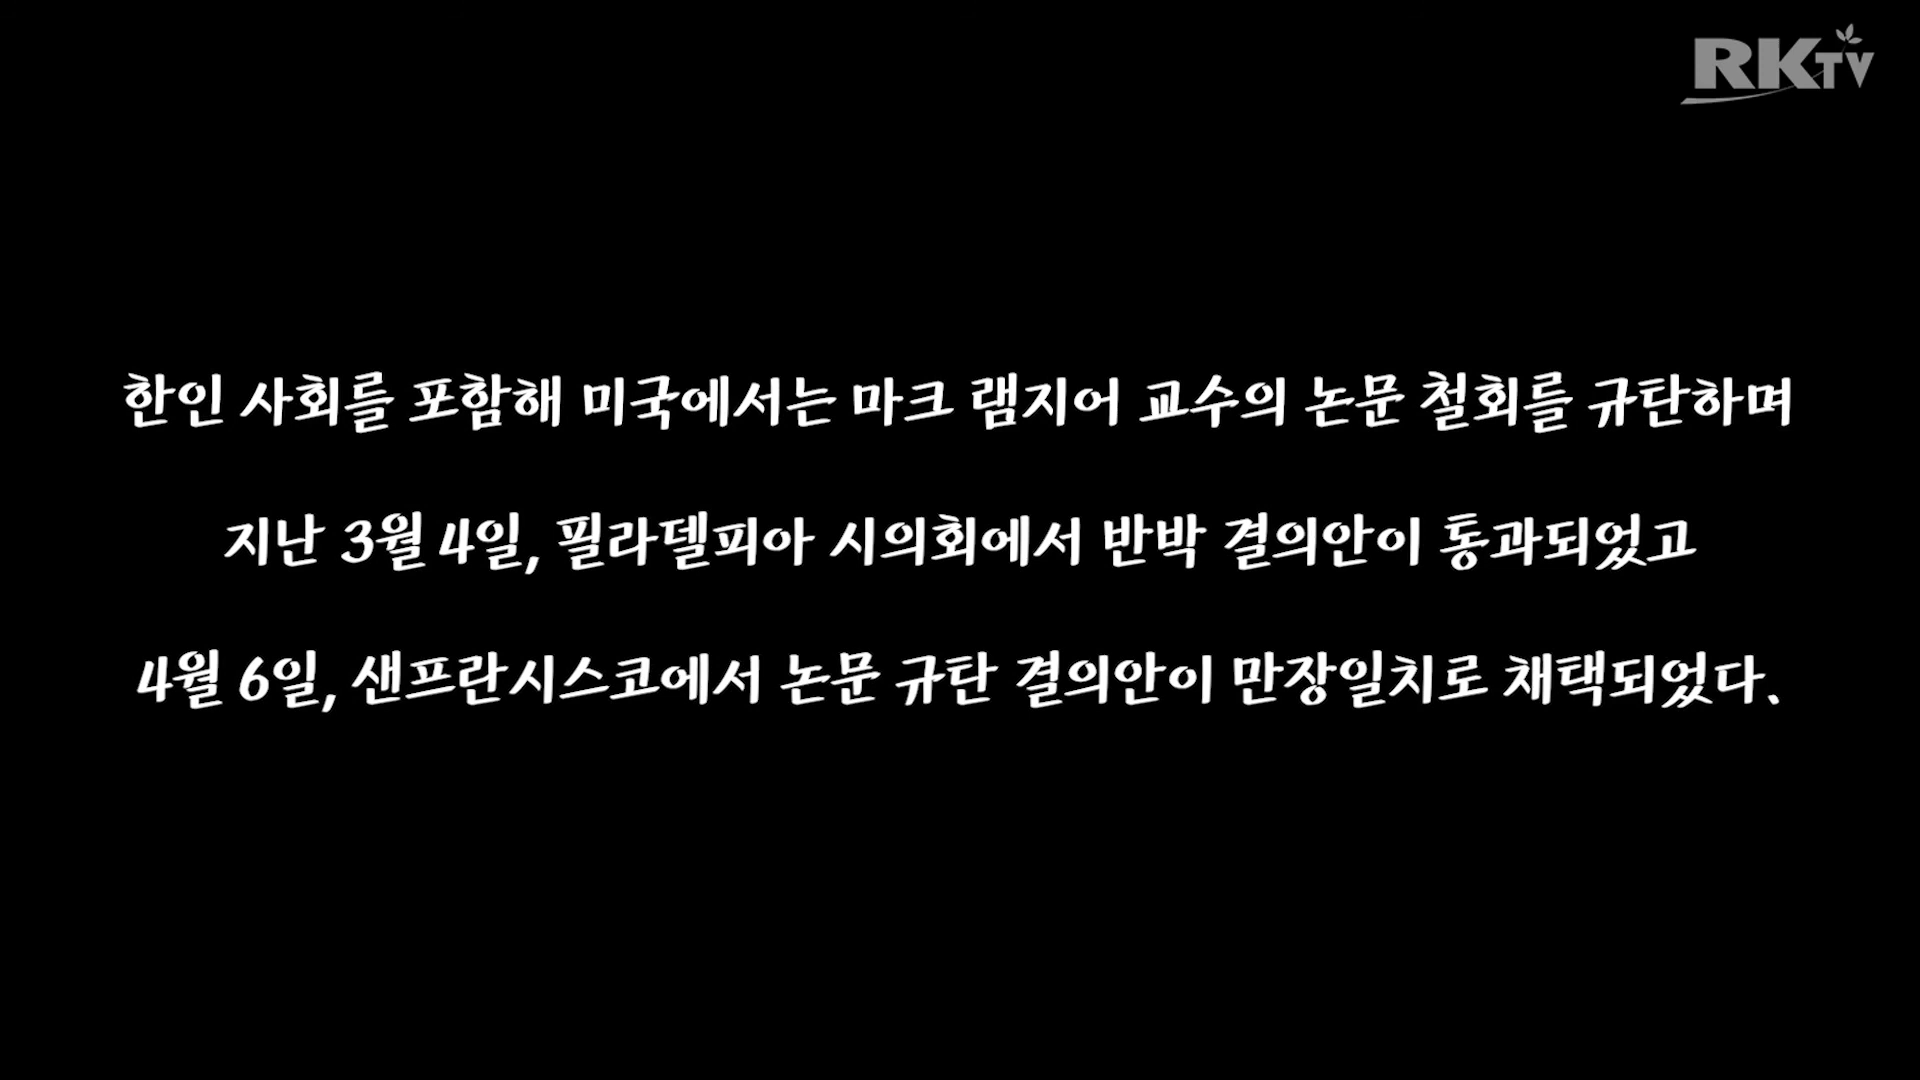 RKTV
한인 사회를 포함해 미국에서는 마크 램지어 교수의 논문 철회를 규탄하며
지난 3월 4일, 필라델피아 시의회에서 반박 결의안이 통과되었고
4월 6일, 샌프란시스코에서 논문 규탄 결의안이 만장일치로 채택되었다.